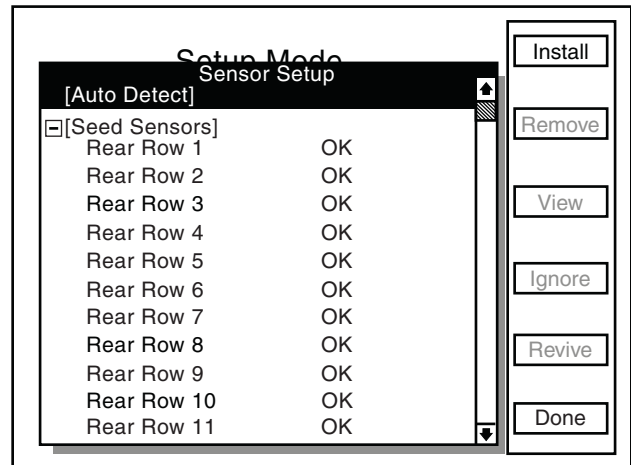 Setup Mode
Sensor Setup
[Auto Detect]
[Seed Sensors]
Rear Row 1 OK
Rear Row 2 OK
Rear Row 3 OK
Rear Row 4 OK
Rear Row 5 OK
Rear Row 6 OK
Rear Row 7 OK
Rear Row 8 OK
Rear Row 9 OK
Rear Row 10 OK
Rear Row 11 OK
Install
Remove
View
Ignore
Revive
Done